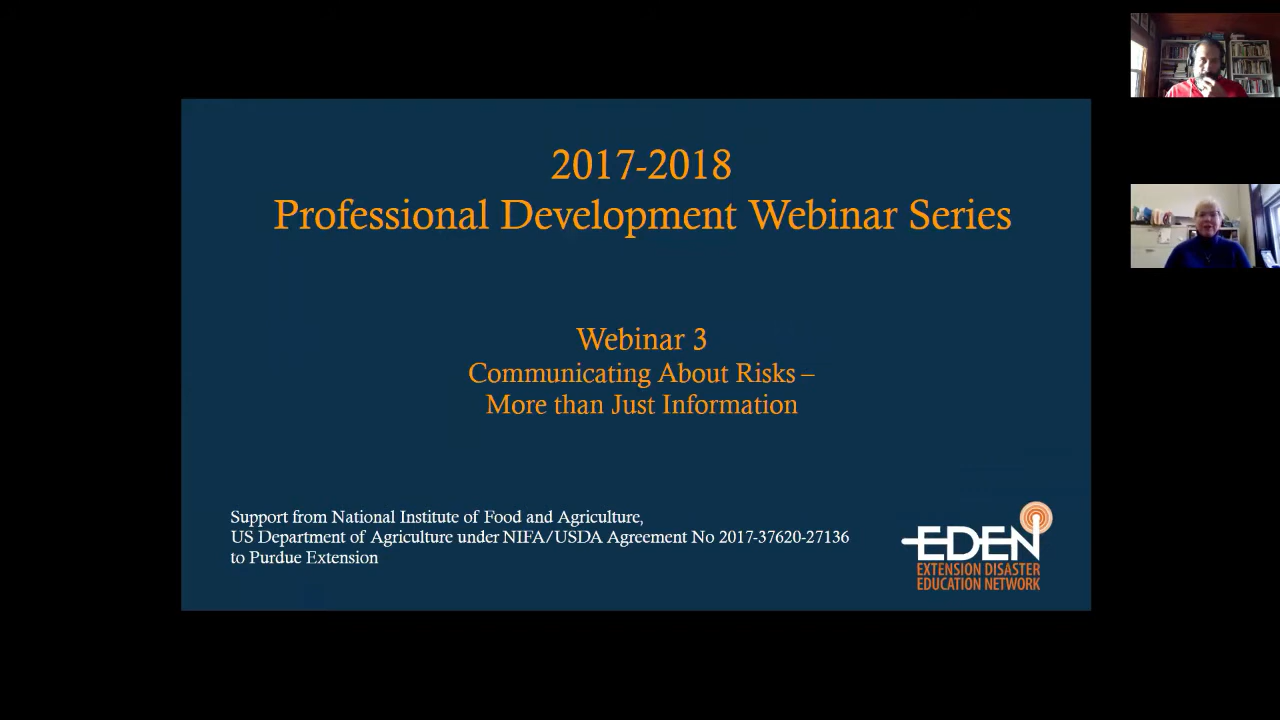 2017-2018
Professional Development Webinar Series
Webinar 3
Communicating About Risks –
More than Just Information
Support from National Institute of Food and Agriculture,
US Department of Agriculture under NIFA/USDA Agreement No 2017-37620-27136
to Purdue Extension
EDEN
EXTENSION DISASTER
EDUCATION NETWORK